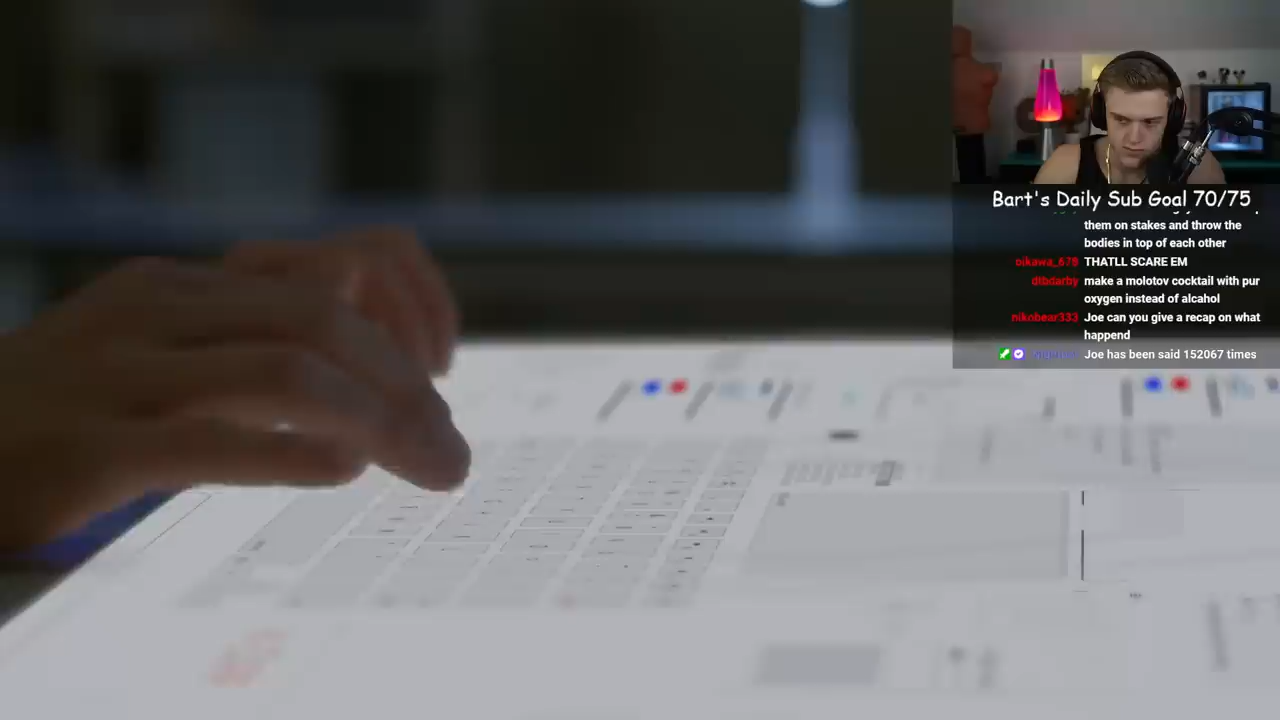 Bart's Daily Sub Goal 70/75
them on stakes and throw the
bodies in top of each other
oikawa_678 THATLL SCARE EM
dtbdarby make a molotov cocktail with pur
oxygen instead of alcahol
nikobear333 Joe can you give a recap on what
happend
Joe has been said 152067 times